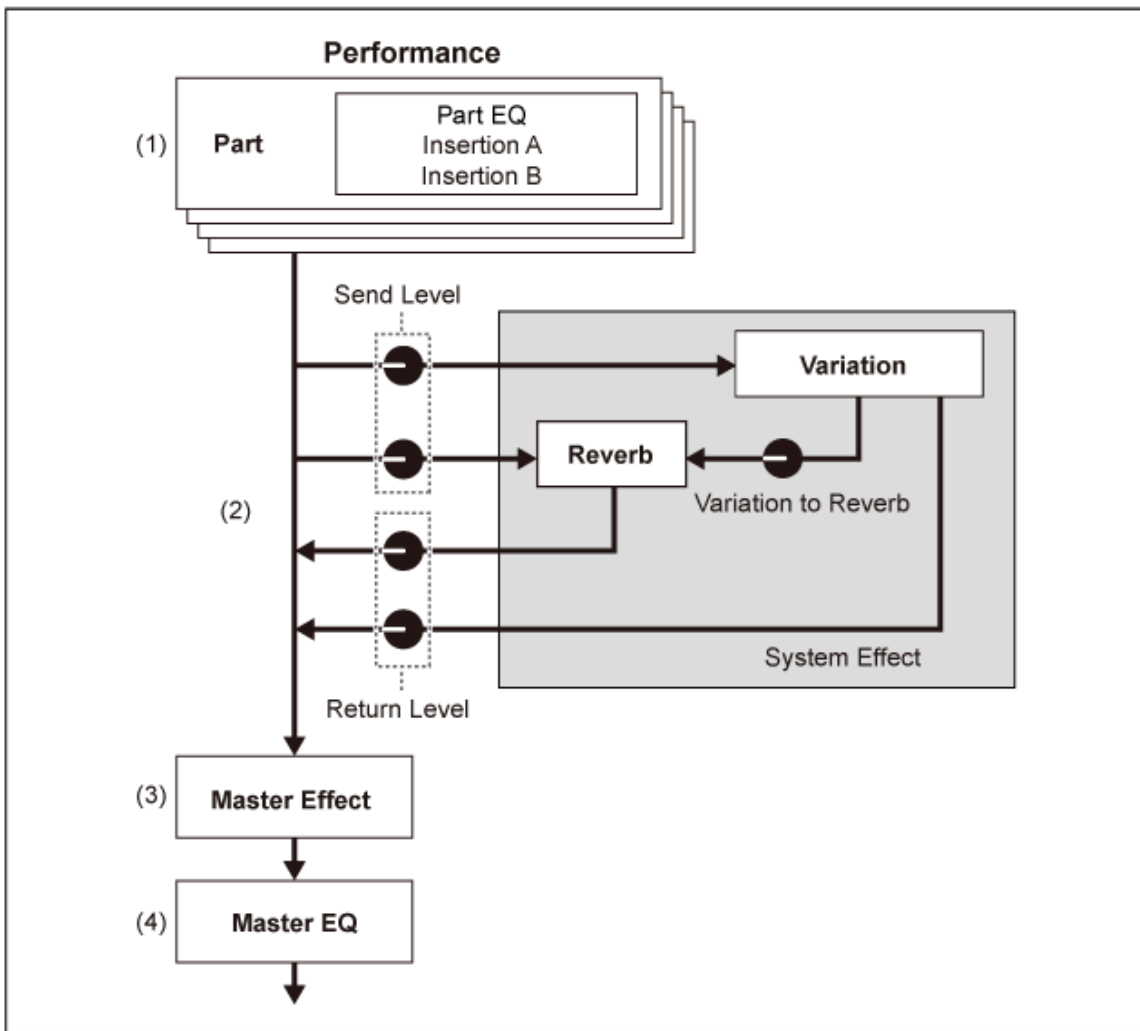 Performance
(1)
Part
Part EQ
Insertion A
Insertion B
Send Level
Variation
Reverb
Variation to Reverb
(2)
System Effect
Return Level
(3)
Master Effect
(4)
Master EQ